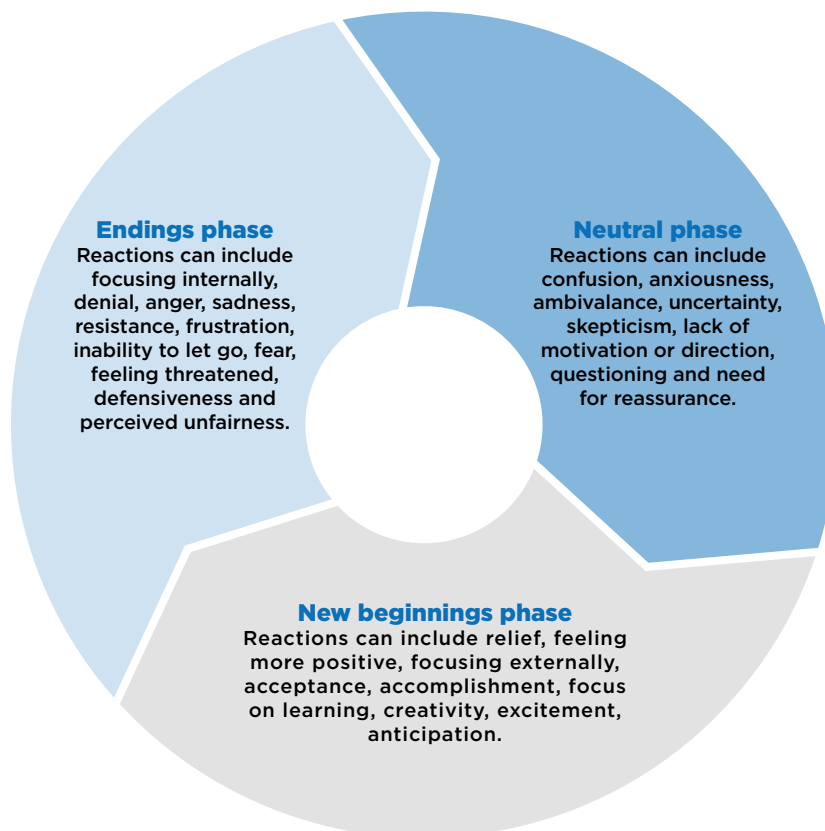 Endings phase
Reactions can include
focusing internally,
denial, anger, sadness,
resistance, frustration,
inability to let go, fear,
feeling threatened,
defensiveness and
perceived unfairness.
Neutral phase
Reactions can include
confusion, anxiousness,
ambivalance, uncertainty,
skepticism, lack of
motivation or direction,
questioning and need
for reassurance.
New beginnings phase
Reactions can include relief, feeling
more positive, focusing externally,
acceptance, accomplishment, focus
on learning, creativity, excitement,
anticipation.